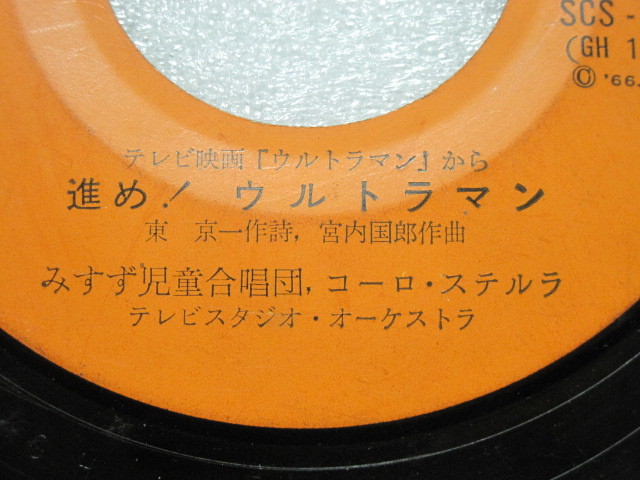 SCS-
(GH 1
© '66.
テレビ映画「ウルトラマン」から
進め！ウルトラマン
東 京一作詩，宮内国郎作曲
みすず児童合唱団，コーロ・ステルラ
テレビスタジオ・オーケストラ